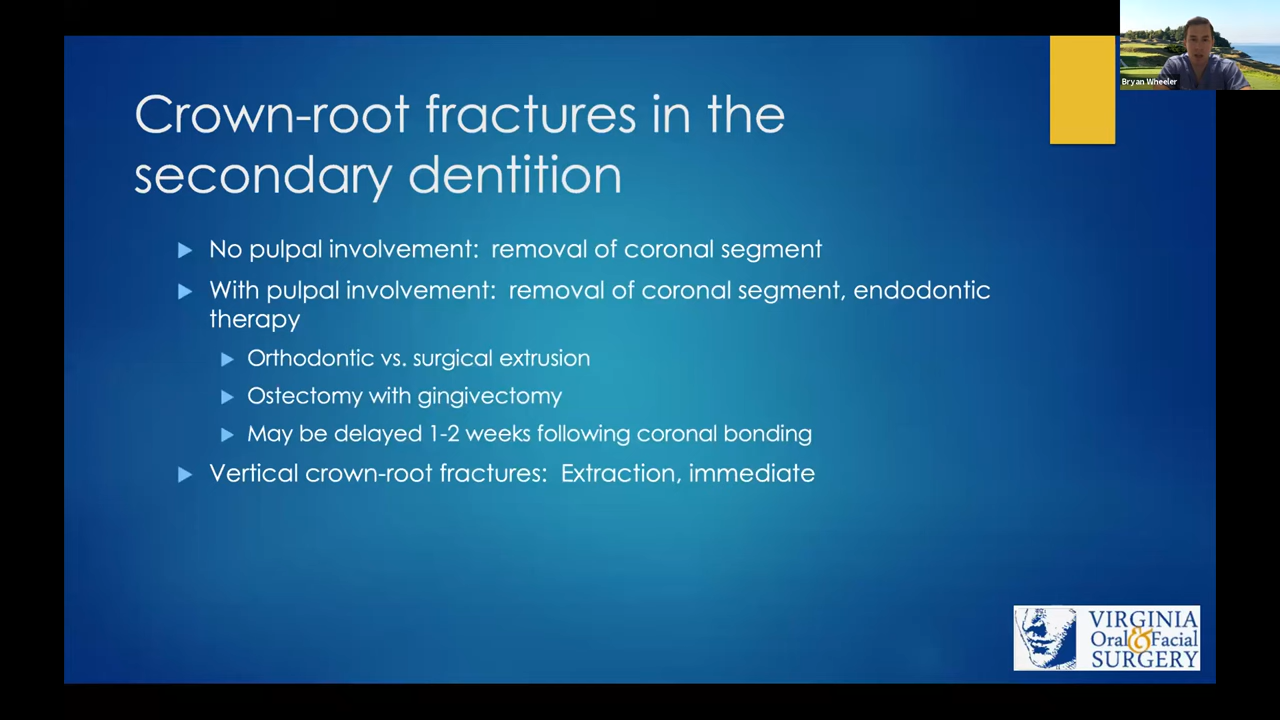 Bryan Wheeler
Crown-root fractures in the
secondary dentition
No pulpal involvement: removal of coronal segment
With pulpal involvement: removal of coronal segment, endodontic
therapy
Orthodontic vs. surgical extrusion
Ostectomy with gingivectomy
May be delayed 1-2 weeks following coronal bonding
Vertical crown-root fractures: Extraction, immediate
VIRGINIA
Oral & Facial
SURGERY